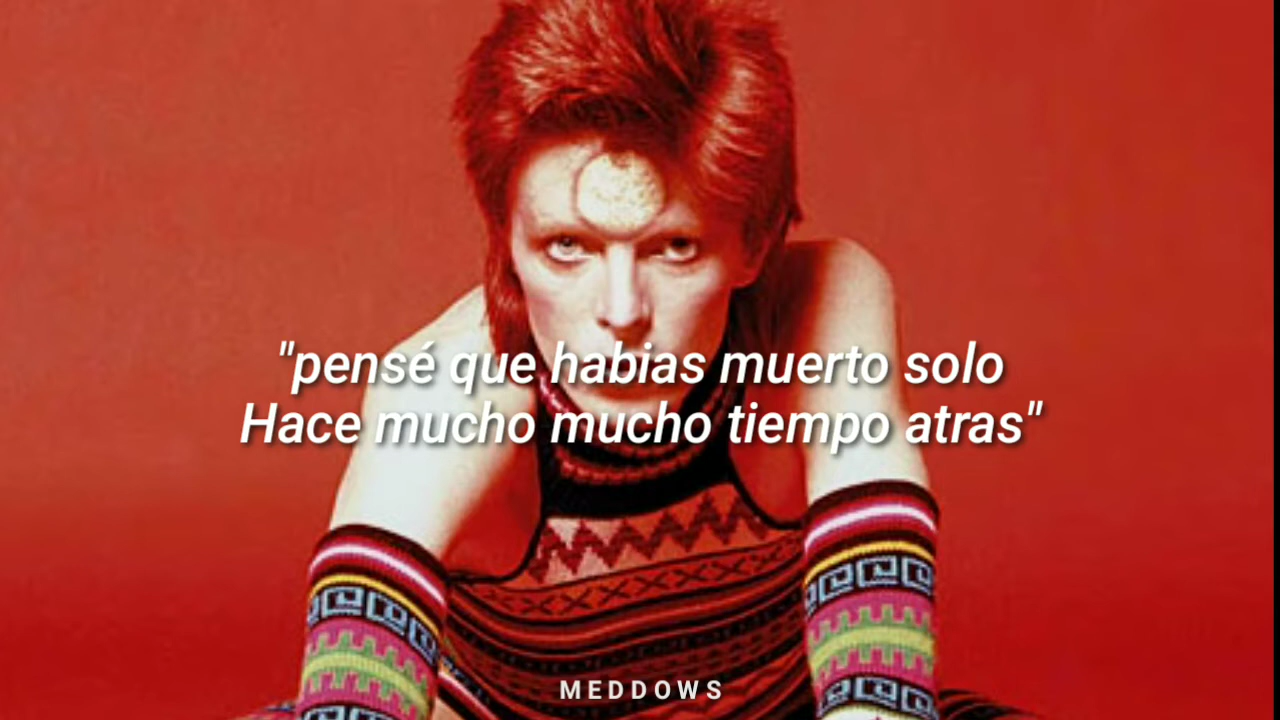 "pensé que habias muerto solo
Hace mucho mucho tiempo atras"
MEDDOWS